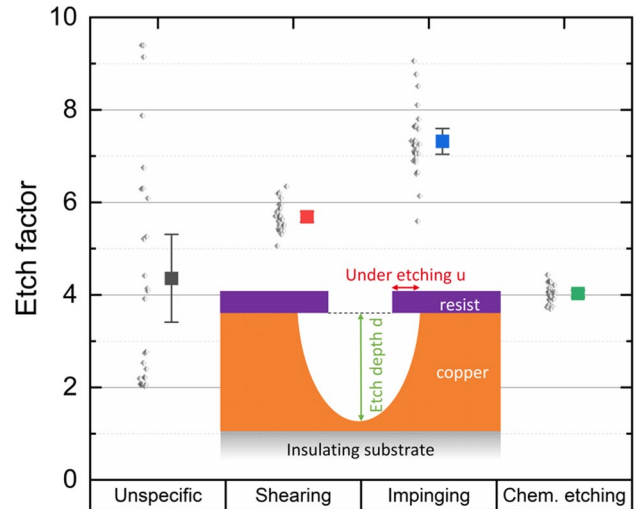 Etch factor
10
8
6
4
2
0
Under etching u
resist
Etch depth d
copper
Insulating substrate
Unspecific Shearing Impinging Chem. etching